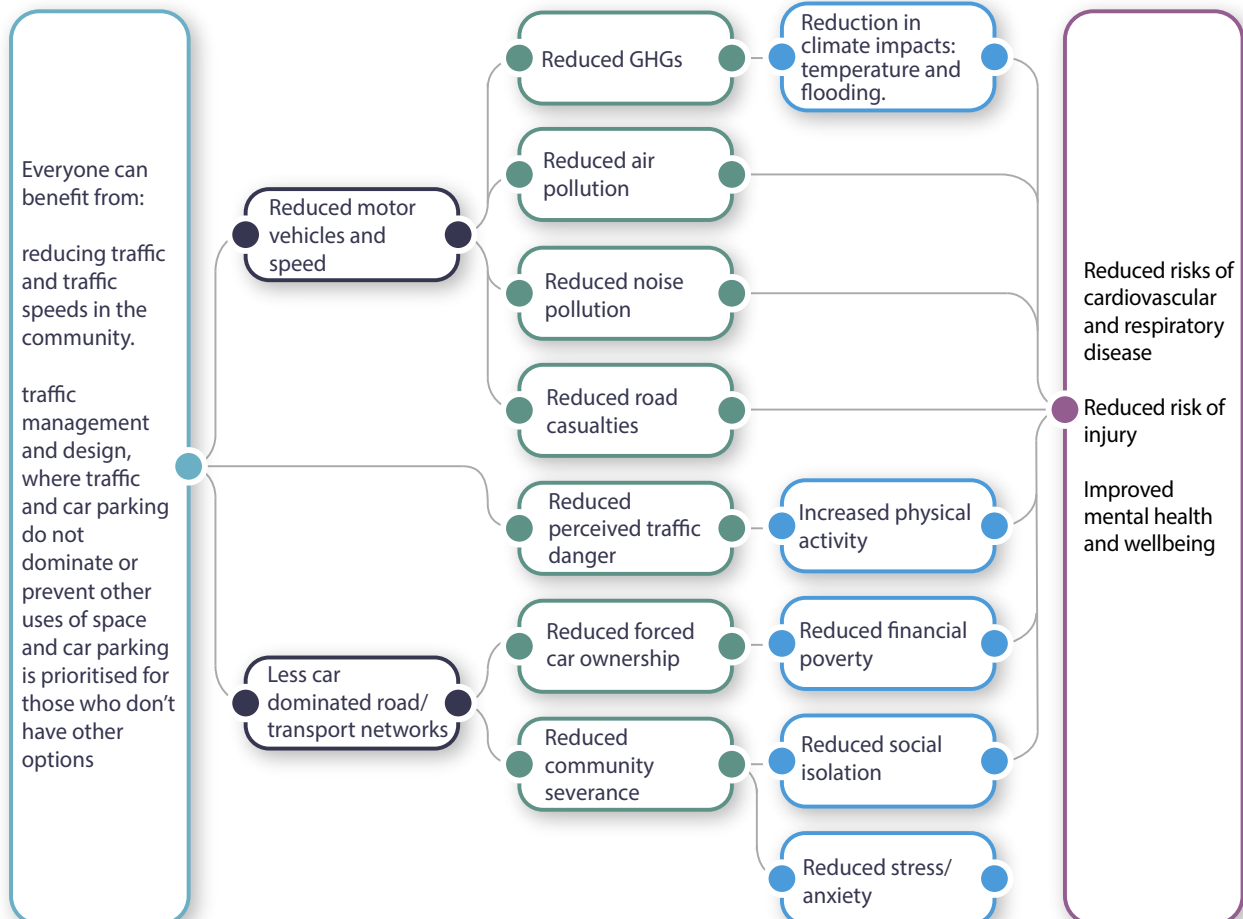 Everyone can
benefit from:
reducing traffic
and traffic
speeds in the
community.
traffic
management
and design,
where traffic
and car parking
do not
dominate or
prevent other
uses of space
and car parking
is prioritised for
those who don't
have other
options
Reduced motor
vehicles and
speed
Less car
dominated road/
transport networks
Reduced GHGs
Reduced air
pollution
Reduced noise
pollution
Reduced road
casualties
Reduced
perceived traffic
danger
Reduced forced
car ownership
Reduced
community
severance
Reduction in
climate impacts:
temperature and
flooding.
Increased physical
activity
Reduced financial
poverty
Reduced social
isolation
Reduced stress/
anxiety
Reduced risks of
cardiovascular
and respiratory
disease
Reduced risk of
injury
Improved
mental health
and wellbeing